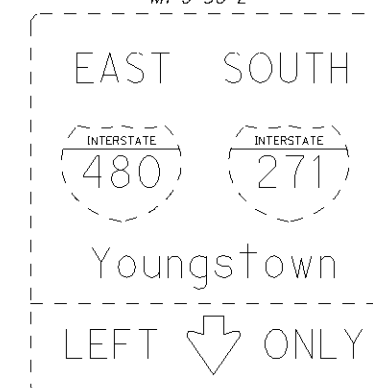 EAST SOUTH
INTERSTATE INTERSTATE
480 271
Youngstown
LEFT ONLY